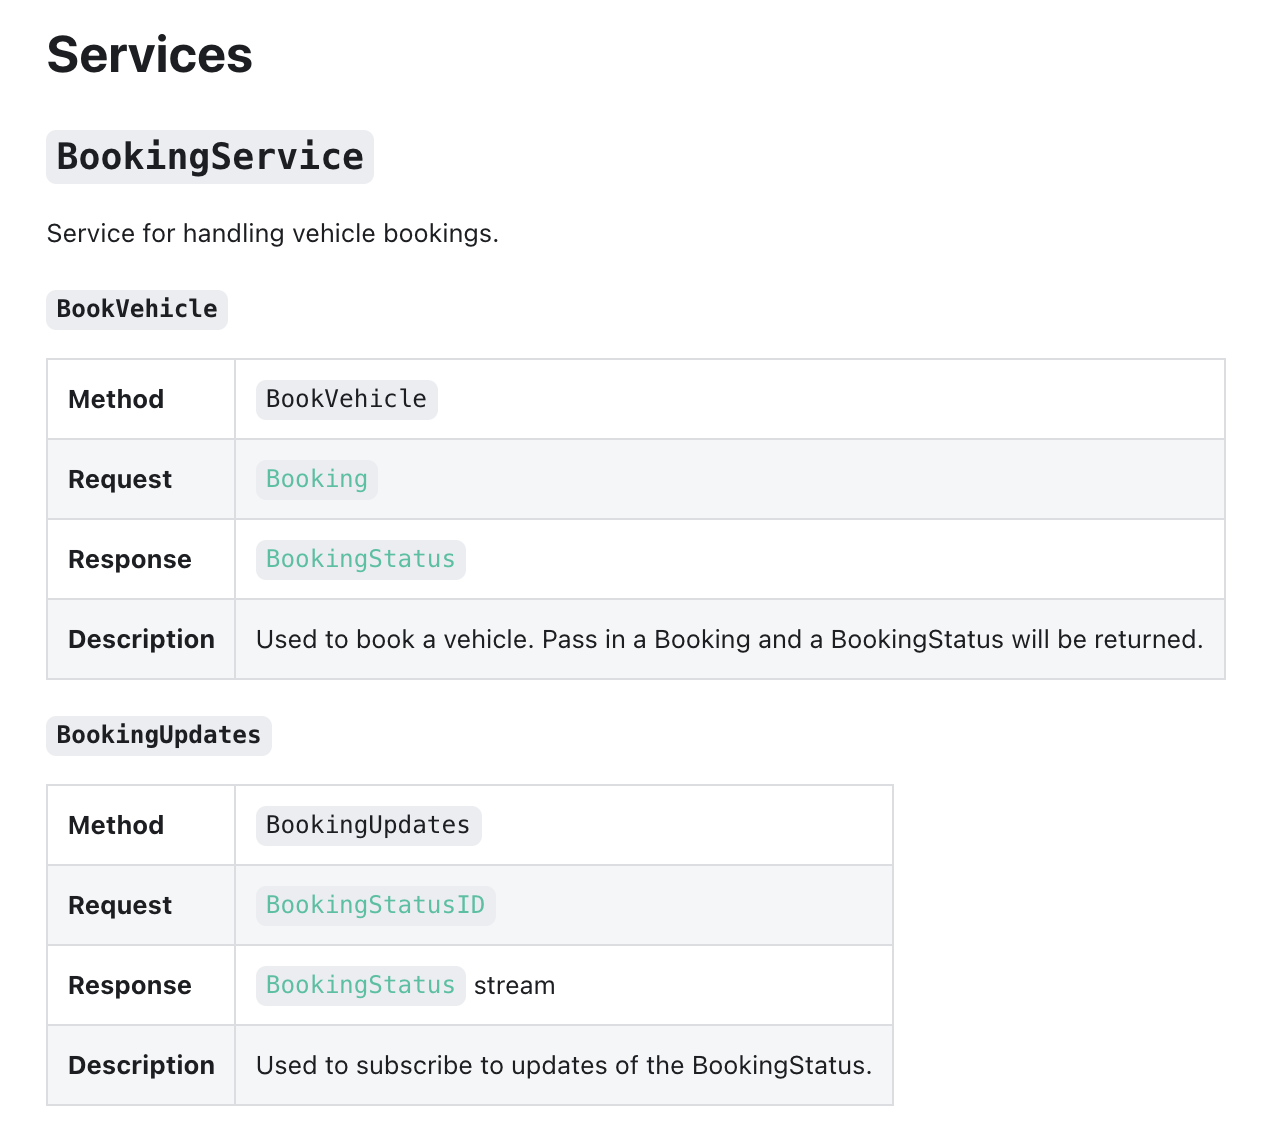 Services
BookingService
Service for handling vehicle bookings.
BookVehicle
Method BookVehicle
Request Booking
Response BookingStatus
Description Used to book a vehicle. Pass in a Booking and a BookingStatus will be returned.
BookingUpdates
Method BookingUpdates
Request BookingStatusID
Response BookingStatus stream
Description Used to subscribe to updates of the BookingStatus.